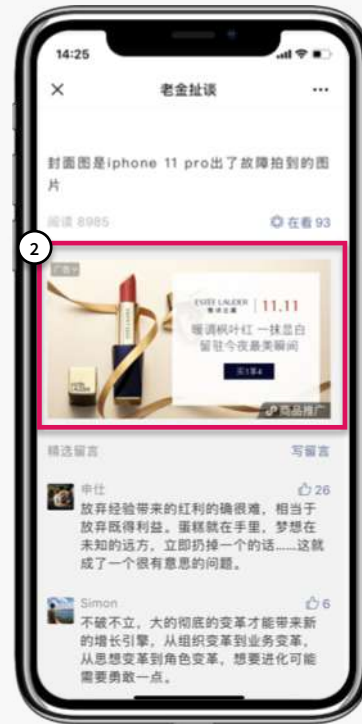 14:25
老金扯谈
封面图是iphone 11 pro出了故障拍到的图
片
阅读 8985
在看 93
2
广告
ESTEE LAUDER
11.11
暖调枫叶红 一抹显白
留驻今夜最美瞬间
买1享4
商品推广
精选留言
写留言
申仕
26
放弃经验带来的红利的确很难，相当于
放弃既得利益。蛋糕就在手里，梦想在
未知的远方，立即扔掉一个的话……这就
成了一个很有意思的问题。
Simon
6
不破不立，大的彻底的变革才能带来新
的增长引擎，从组织变革到业务变革，
从思想变革到角色变革，想要进化可能
需要勇敢一点。